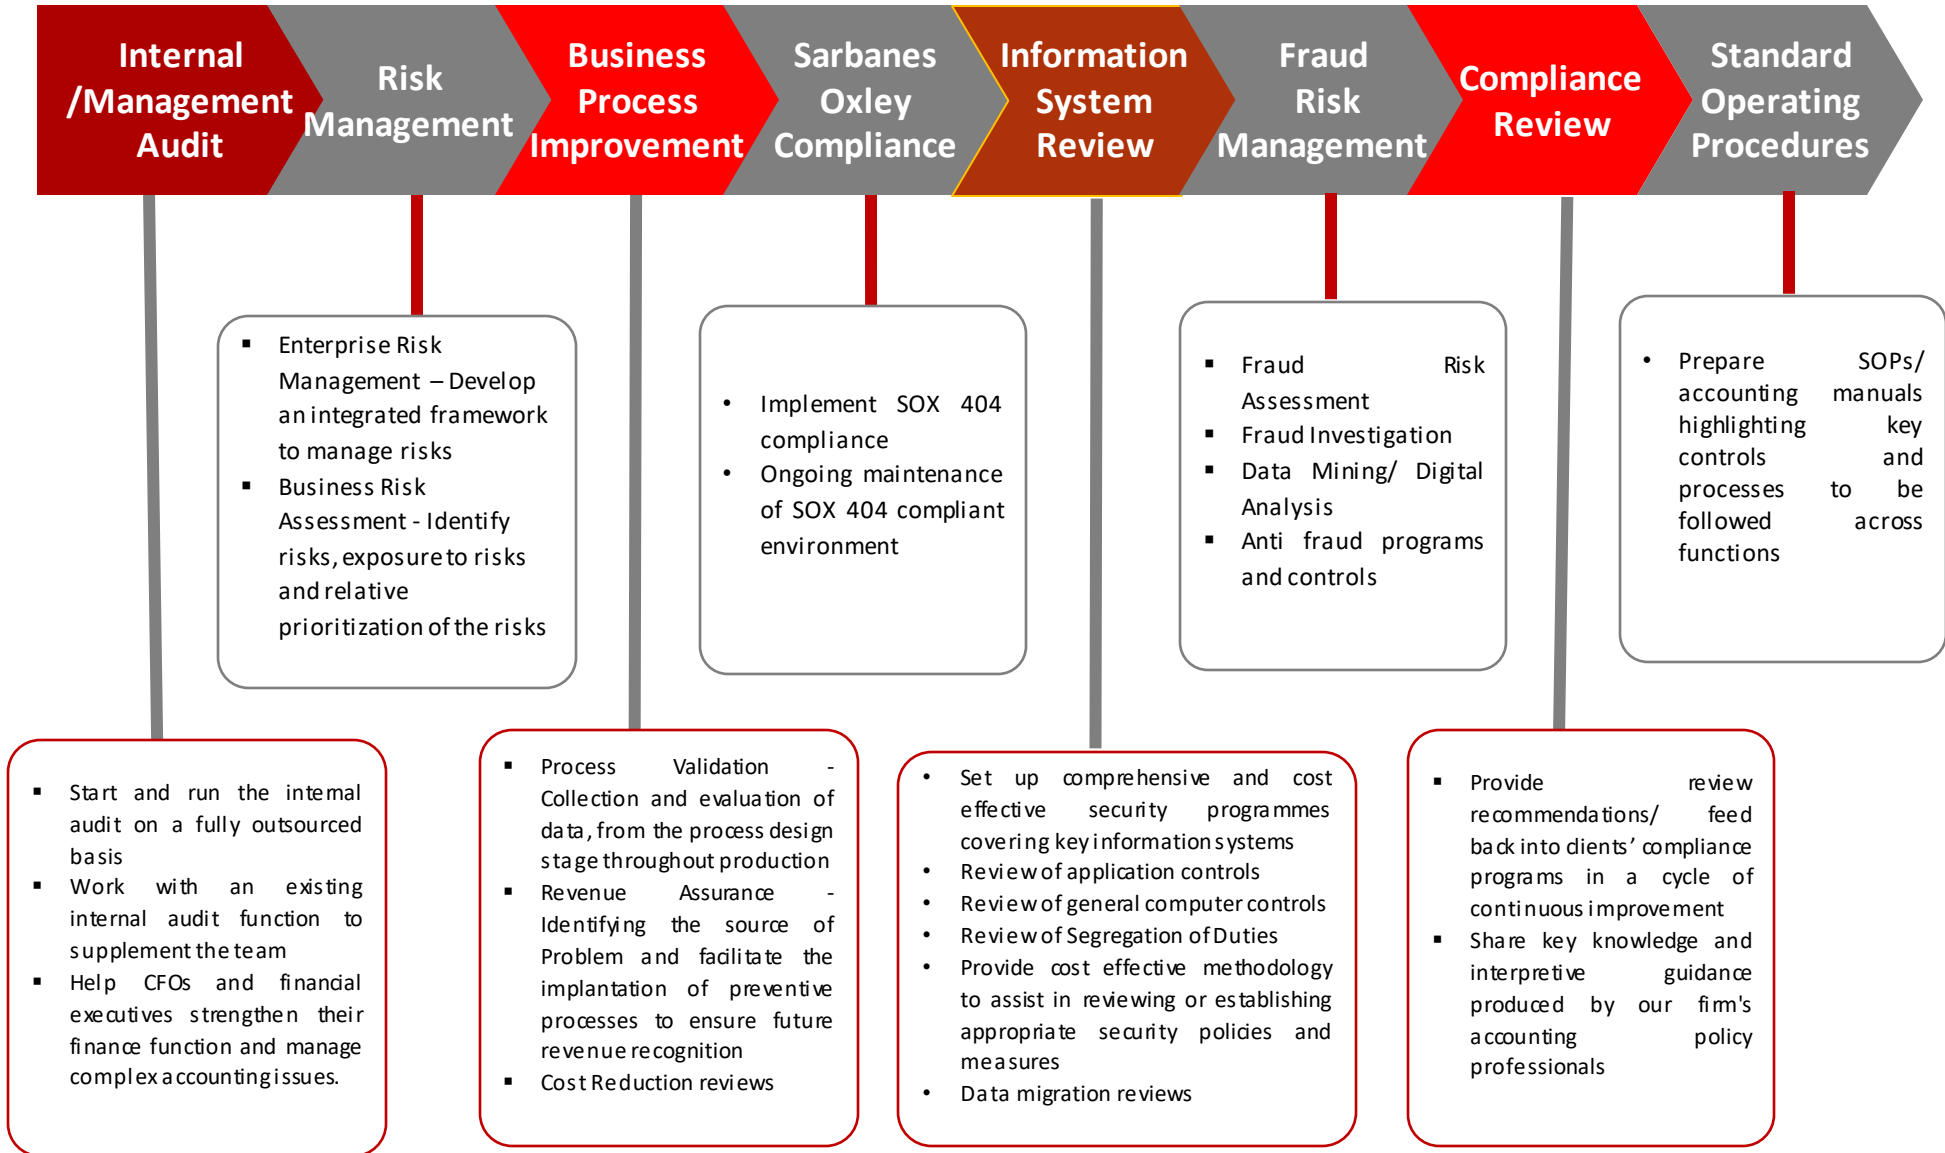 Internal
/Management
Audit
Risk
Management
Business
Process
Improvement
Sarbanes
Oxley
Compliance
Information
System
Review
Fraud
Risk
Management
Compliance
Review
Standard
Operating
Procedures
▪ Enterprise Risk
Management – Develop
an integrated framework
to manage risks
▪ Business Risk
Assessment - Identify
risks, exposure to risks
and relative
prioritization of the risks
• Implement SOX 404
compliance
• Ongoing maintenance
of SOX 404 compliant
environment
▪ Fraud Risk
Assessment
▪ Fraud Investigation
▪ Data Mining/ Digital
Analysis
▪ Anti fraud programs
and controls
• Prepare SOPs/
accounting manuals
highlighting key
controls and
processes to be
followed across
functions
▪ Start and run the internal
audit on a fully outsourced
basis
▪ Work with an existing
internal audit function to
supplement the team
▪ Help CFOs and financial
executives strengthen their
finance function and manage
complex accounting issues.
▪ Process Validation -
Collection and evaluation of
data, from the process design
stage throughout production
▪ Revenue Assurance -
Identifying the source of
Problem and facilitate the
implantation of preventive
processes to ensure future
revenue recognition
▪ Cost Reduction reviews
• Set up comprehensive and cost
effective security programmes
covering key information systems
• Review of application controls
• Review of general computer controls
• Review of Segregation of Duties
• Provide cost effective methodology
to assist in reviewing or establishing
appropriate security policies and
measures
• Data migration reviews
▪ Provide review
recommendations/ feed
back into clients’ compliance
programs in a cycle of
continuous improvement
▪ Share key knowledge and
interpretive guidance
produced by our firm's
accounting policy
professionals